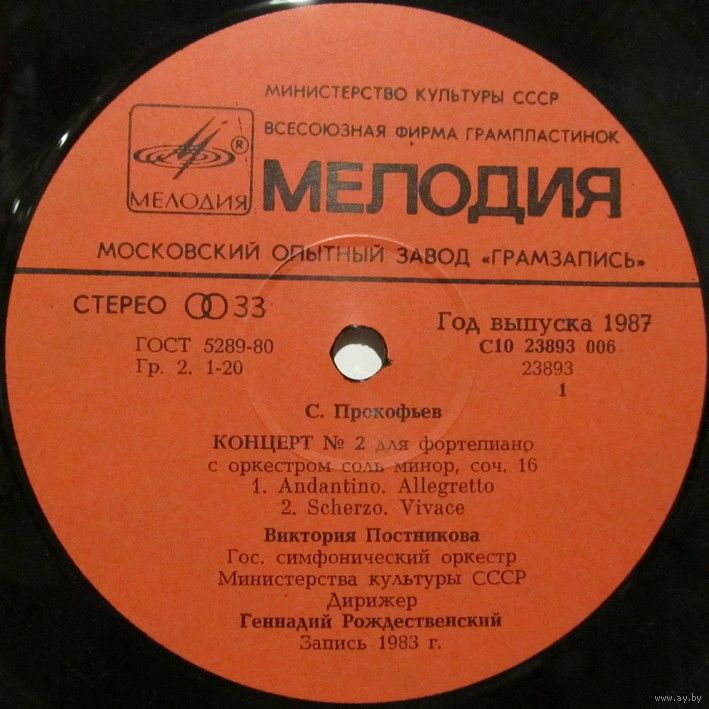 МИНИСТЕРСТВО КУЛЬТУРЫ СССР
ВСЕСОЮЗНАЯ ФИРМА ГРАМПЛАСТИНОК
®
МЕЛОДИЯ
МЕЛОДИЯ
МОСКОВСКИЙ ОПЫТНЫЙ ЗАВОД «ГРАМЗАПИСЬ»
СТЕРЕО 33
Год выпуска 1987
ГОСТ 5289-80
С10 23893 006
Гр. 2. 1-20
23893
1
С. Прокофьев
КОНЦЕРТ № 2 для фортепиано
с оркестром соль минор, соч. 16
1. Andantino. Allegretto
2. Scherzo. Vivace
Виктория Постникова
Гос. симфонический оркестр
Министерства культуры СССР
Дирижер
Геннадий Рождественский
Запись 1983 г.
www.ay.by